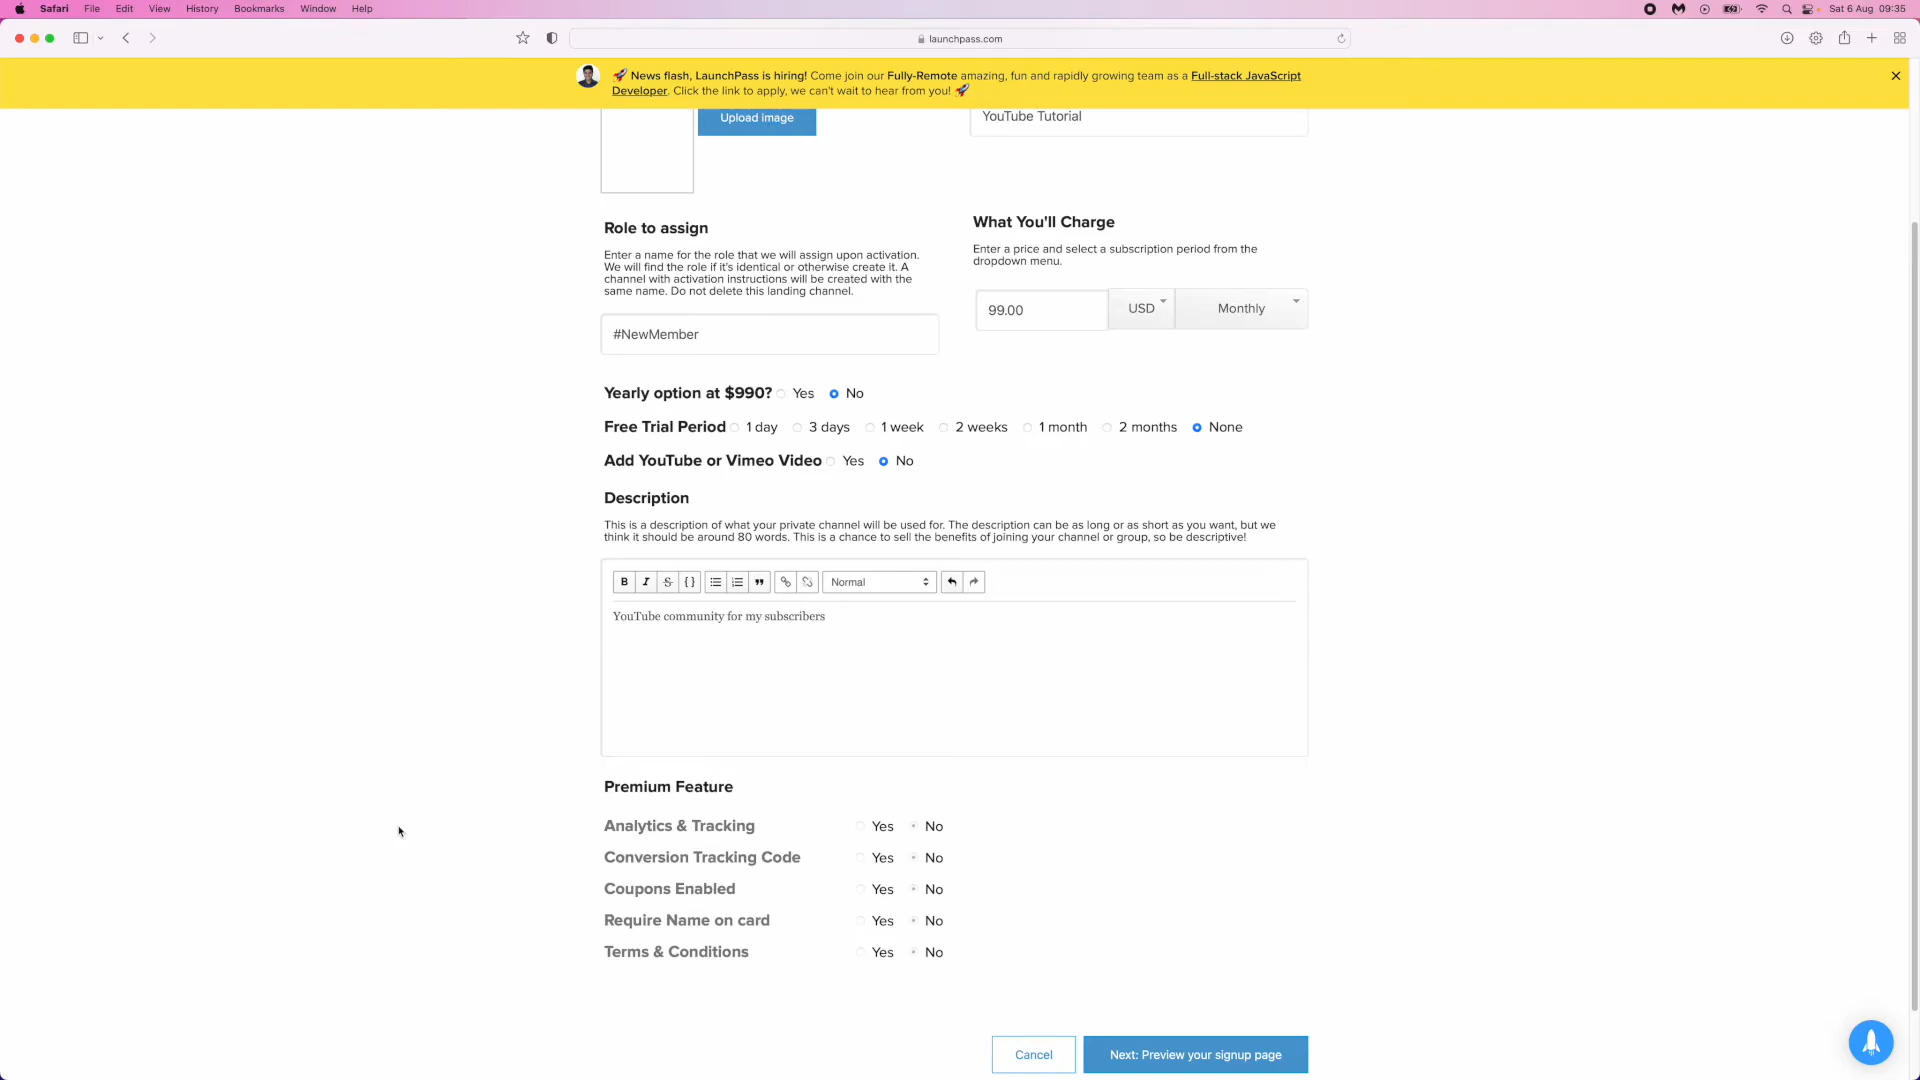 Safari File Edit View History Bookmarks Window Help
Sat 6 Aug 09:35
launchpass.com
🚀 News flash, LaunchPass is hiring! Come join our Fully-Remote amazing, fun and rapidly growing team as a Full-stack JavaScript
Developer. Click the link to apply, we can't wait to hear from you! 🚀
Upload image
YouTube Tutorial
Role to assign
Enter a name for the role that we will assign upon activation.
We will find the role if it's identical or otherwise create it. A
channel with activation instructions will be created with the
same name. Do not delete this landing channel.
#NewMember
What You'll Charge
Enter a price and select a subscription period from the
dropdown menu.
99.00 USD Monthly
Yearly option at $990? Yes No
Free Trial Period 1 day 3 days 1 week 2 weeks 1 month 2 months None
Add YouTube or Vimeo Video Yes No
Description
This is a description of what your private channel will be used for. The description can be as long or as short as you want, but we
think it should be around 80 words. This is a chance to sell the benefits of joining your channel or group, so be descriptive!
B I S {} Normal
YouTube community for my subscribers
Premium Feature
Analytics & Tracking Yes No
Conversion Tracking Code Yes No
Coupons Enabled Yes No
Require Name on card Yes No
Terms & Conditions Yes No
Cancel
Next: Preview your signup page